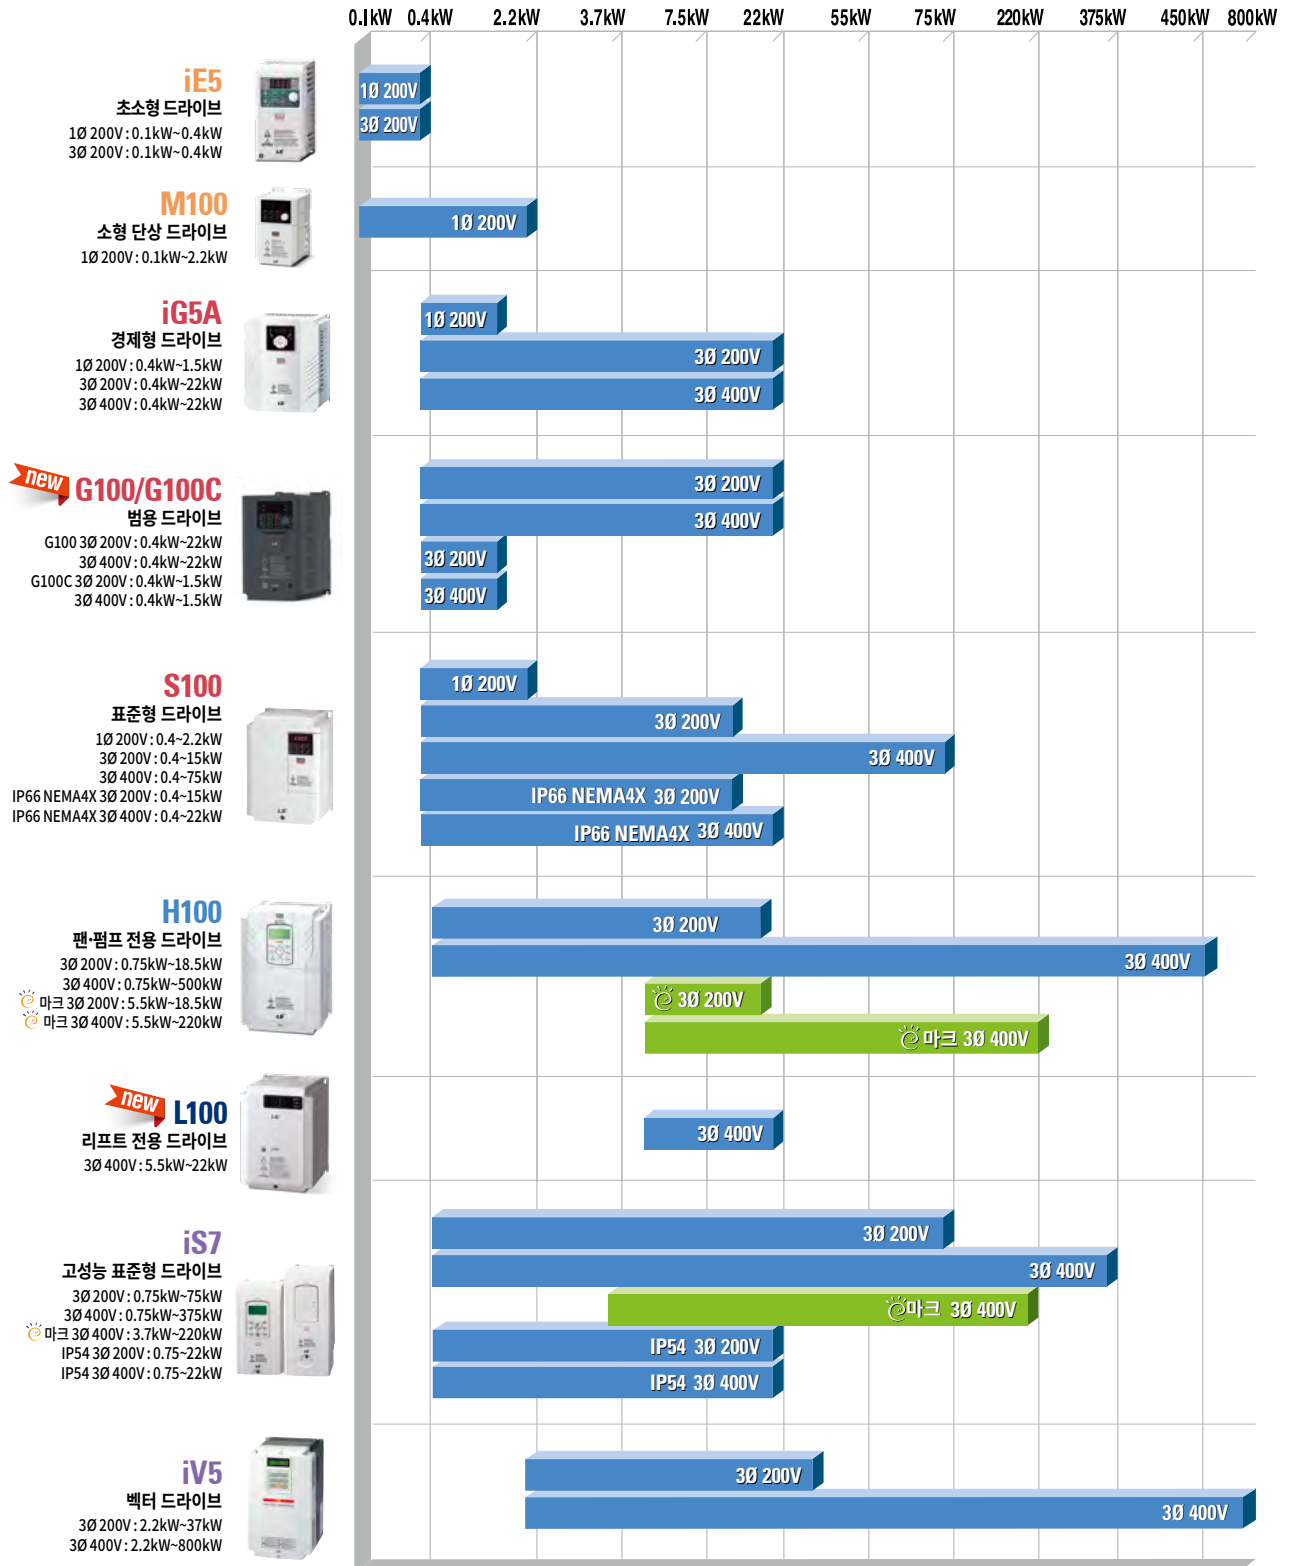 0.1kW 0.4kW 2.2kW 3.7kW 7.5kW 22kW 55kW 75kW 220kW 375kW 450kW 800kW
iE5
초소형 드라이브
1Ø 200V : 0.1kW~0.4kW
3Ø 200V : 0.1kW~0.4kW
1Ø 200V
3Ø 200V
M100
소형 단상 드라이브
1Ø 200V : 0.1kW~2.2kW
1Ø 200V
iG5A
경제형 드라이브
1Ø 200V : 0.4kW~1.5kW
3Ø 200V : 0.4kW~22kW
3Ø 400V : 0.4kW~22kW
1Ø 200V
3Ø 200V
3Ø 400V
new G100/G100C
범용 드라이브
G100 3Ø 200V : 0.4kW~22kW
3Ø 400V : 0.4kW~22kW
G100C 3Ø 200V : 0.4kW~1.5kW
3Ø 400V : 0.4kW~1.5kW
3Ø 200V
3Ø 400V
3Ø 200V
3Ø 400V
S100
표준형 드라이브
1Ø 200V : 0.4~2.2kW
3Ø 200V : 0.4~15kW
3Ø 400V : 0.4~75kW
IP66 NEMA4X 3Ø 200V : 0.4~15kW
IP66 NEMA4X 3Ø 400V : 0.4~22kW
1Ø 200V
3Ø 200V
3Ø 400V
IP66 NEMA4X 3Ø 200V
IP66 NEMA4X 3Ø 400V
H100
팬·펌프 전용 드라이브
3Ø 200V : 0.75kW~18.5kW
3Ø 400V : 0.75kW~500kW
마크 3Ø 200V : 5.5kW~18.5kW
마크 3Ø 400V : 5.5kW~220kW
3Ø 200V
3Ø 400V
3Ø 200V
마크 3Ø 400V
new L100
리프트 전용 드라이브
3Ø 400V : 5.5kW~22kW
3Ø 400V
iS7
고성능 표준형 드라이브
3Ø 200V : 0.75kW~75kW
3Ø 400V : 0.75kW~375kW
마크 3Ø 400V : 3.7kW~220kW
IP54 3Ø 200V : 0.75~22kW
IP54 3Ø 400V : 0.75~22kW
3Ø 200V
3Ø 400V
마크 3Ø 400V
IP54 3Ø 200V
IP54 3Ø 400V
iV5
벡터 드라이브
3Ø 200V : 2.2kW~37kW
3Ø 400V : 2.2kW~800kW
3Ø 200V
3Ø 400V